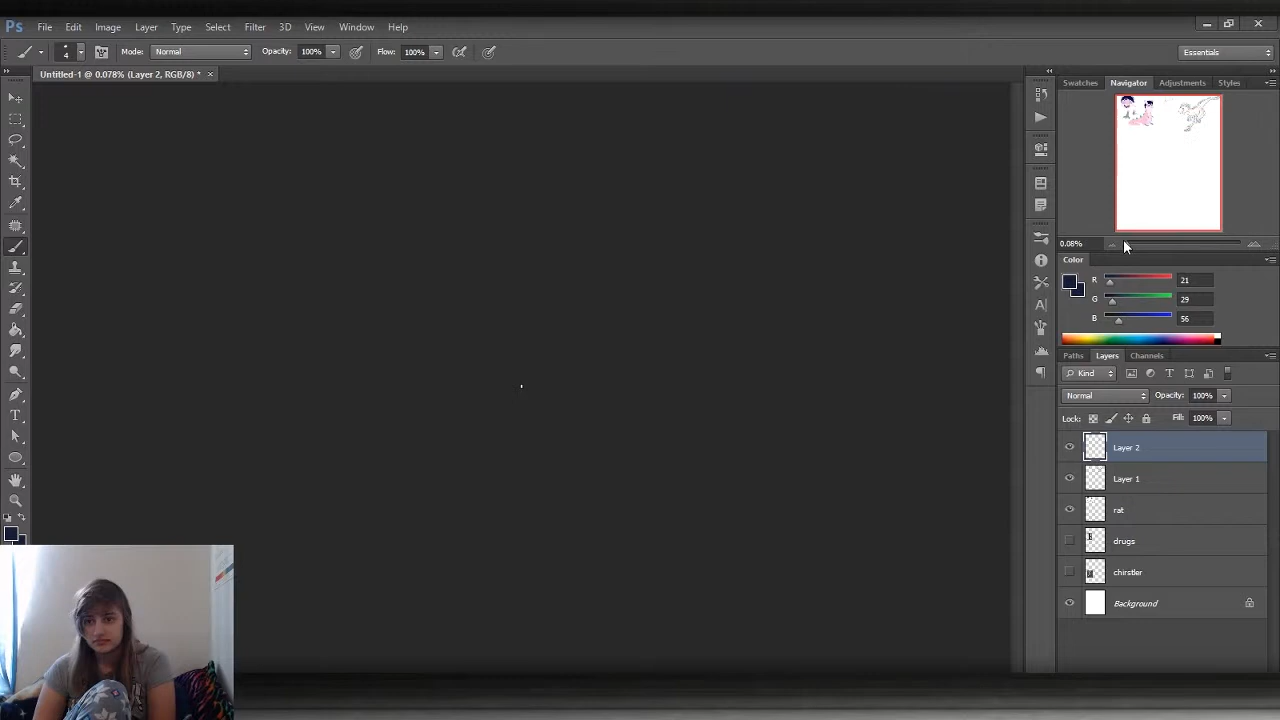 Ps File Edit Image Layer Type Select Filter 3D View Window Help
4 Mode: Normal Opacity: 100% Flow: 100% Essentials
Untitled-1 @ 0.078% (Layer 2, RGB/8) * ×
Swatches Navigator Adjustments Styles
0.08%
Color
R 21
G 29
B 56
Paths Layers Channels
Kind
Normal Opacity: 100%
Lock: Fill: 100%
Layer 2
Layer 1
rat
drugs
chirstler
Background